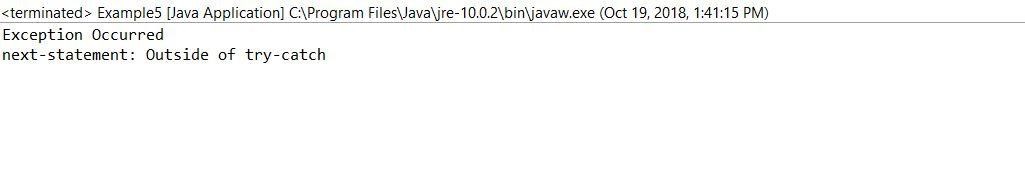 <terminated> Example5 [Java Application] C:\Program Files\Java\jre-10.0.2\bin\javaw.exe (Oct 19, 2018, 1:41:15 PM)
Exception Occurred
next-statement: Outside of try-catch